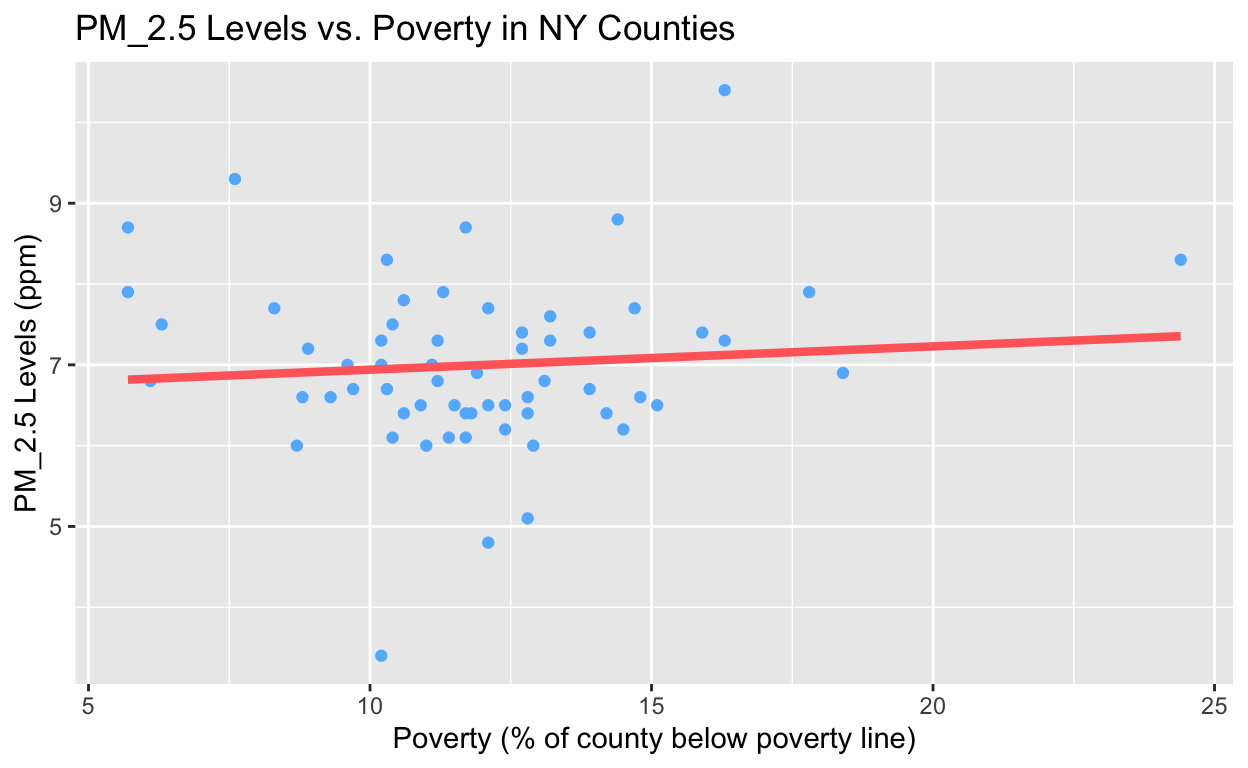 PM_2.5 Levels vs. Poverty in NY Counties
PM_2.5 Levels (ppm)
9
7
5
5 10 15 20 25
Poverty (% of county below poverty line)